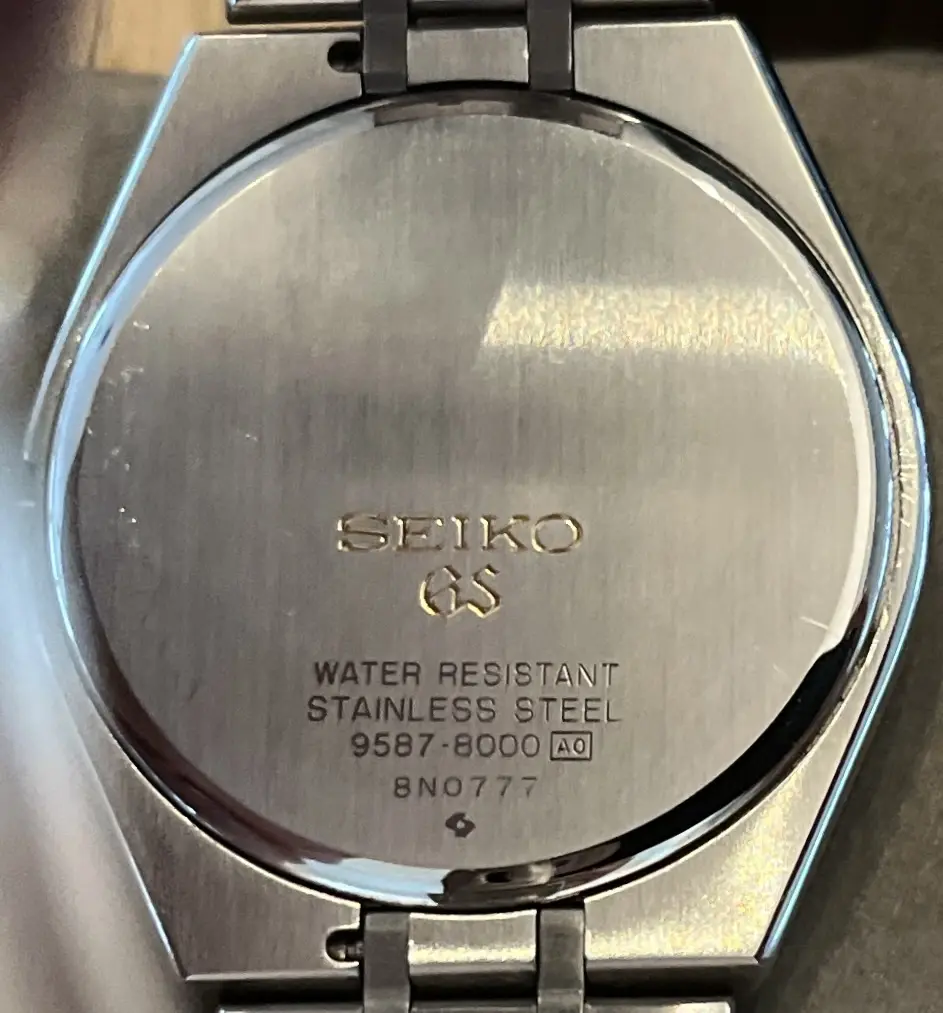 SEIKO
GS
WATER RESISTANT
STAINLESS STEEL
9587-8000 A0
8N0777